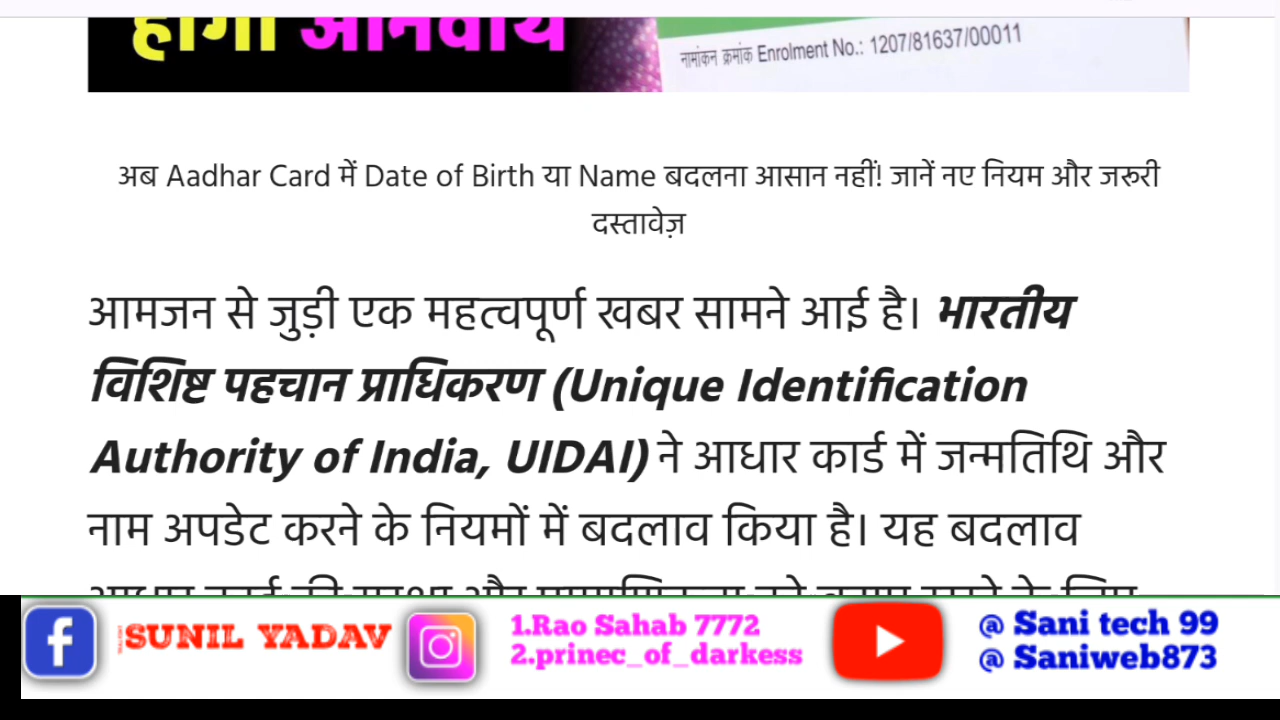 होगा अनिवार्य
नामांकन क्रमांक Enrolment No.: 1207/81637/00011
अब Aadhar Card में Date of Birth या Name बदलना आसान नहीं! जानें नए नियम और जरूरी
दस्तावेज़
आमजन से जुड़ी एक महत्वपूर्ण खबर सामने आई है। भारतीय
विशिष्ट पहचान प्राधिकरण (Unique Identification
Authority of India, UIDAI) ने आधार कार्ड में जन्मतिथि और
नाम अपडेट करने के नियमों में बदलाव किया है। यह बदलाव
SUNIL YADAV
1.Rao Sahab 7772
2.prinec_of_darkess
@ Sani tech 99
@ Saniweb873